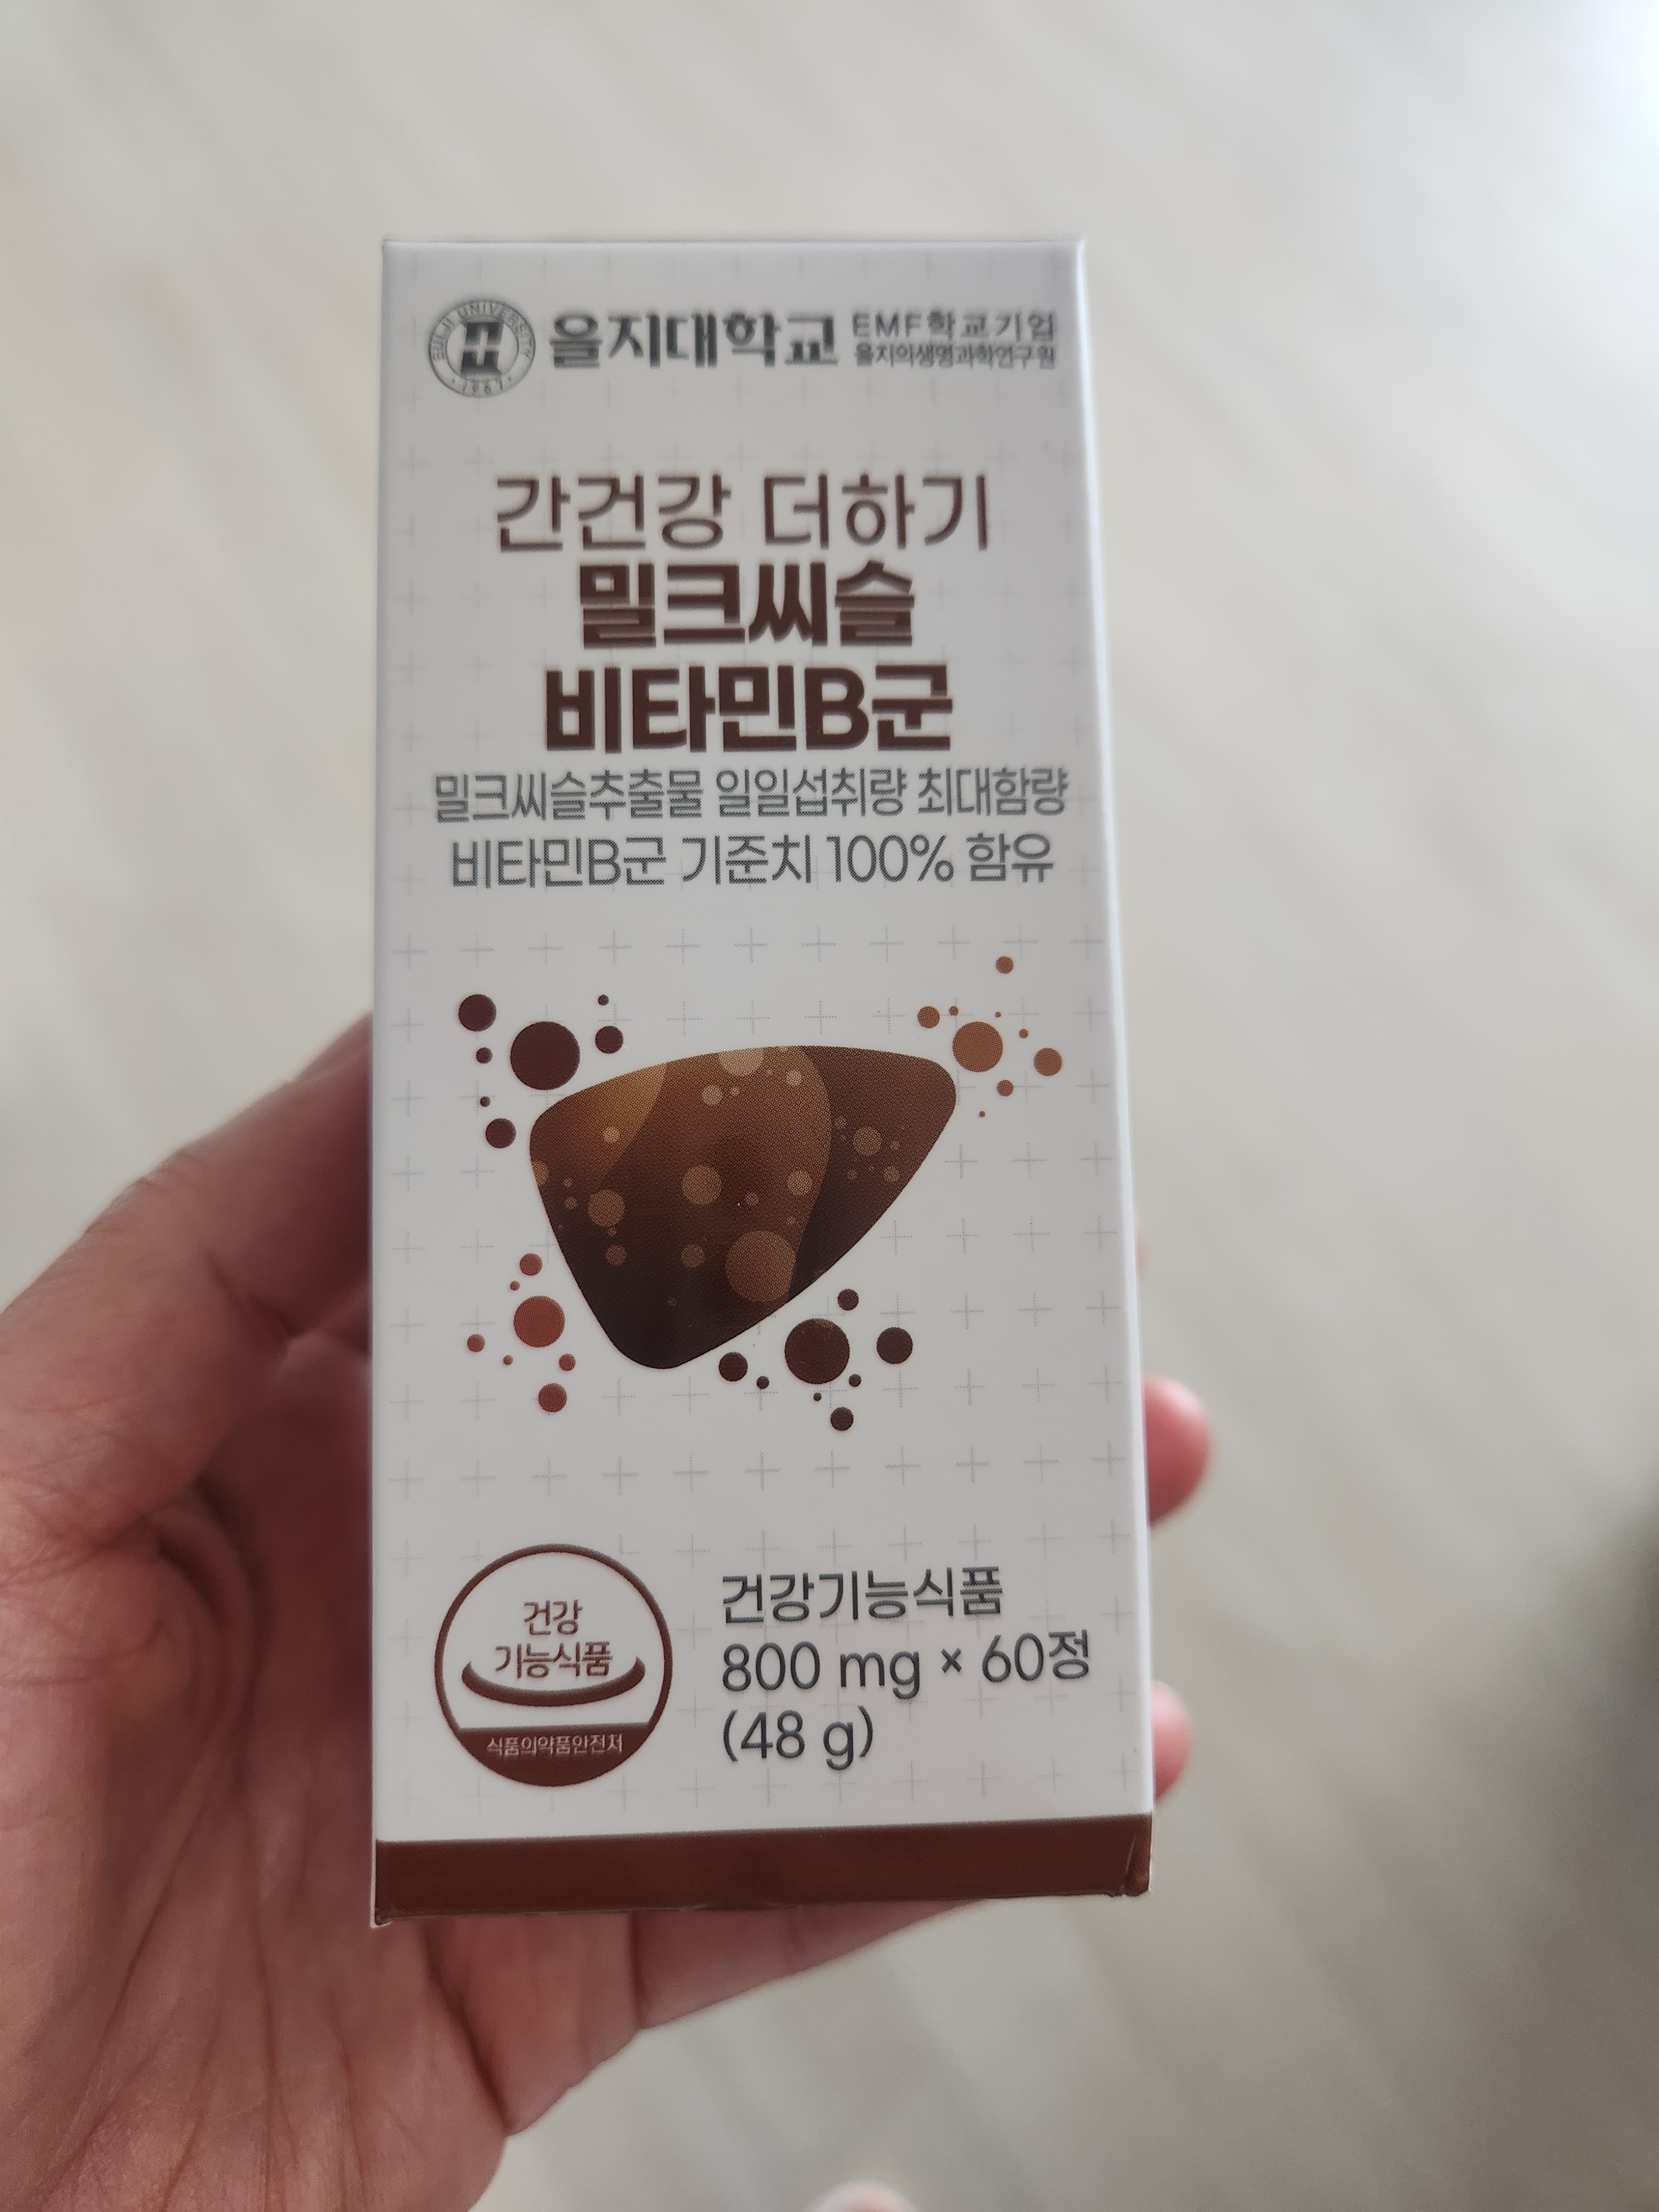 EULJI UNIVERSITY
1967
을지대학교
EMF학교기업
을지의생명과학연구원
간건강 더하기
밀크씨슬
비타민B군
밀크씨슬추출물 일일섭취량 최대함량
비타민B군 기준치 100% 함유
건강
기능식품
식품의약품안전처
건강기능식품
800 mg × 60정
(48 g)